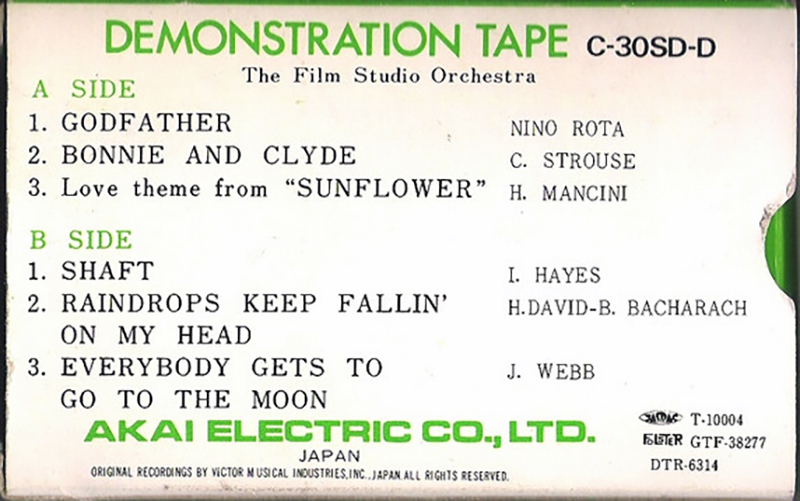 DEMONSTRATION TAPE C-30SD-D
The Film Studio Orchestra
A SIDE
1. GODFATHER NINO ROTA
2. BONNIE AND CLYDE C. STROUSE
3. Love theme from “SUNFLOWER” H. MANCINI
B SIDE
1. SHAFT I. HAYES
2. RAINDROPS KEEP FALLIN' H.DAVID-B. BACHARACH
ON MY HEAD
3. EVERYBODY GETS TO J. WEBB
GO TO THE MOON
AKAI ELECTRIC CO., LTD.
JAPAN
ORIGINAL RECORDINGS BY VICTOR MUSICAL INDUSTRIES, INC., JAPAN. ALL RIGHTS RESERVED.
JASRAC T-10004
GTF-38277
DTR-6314